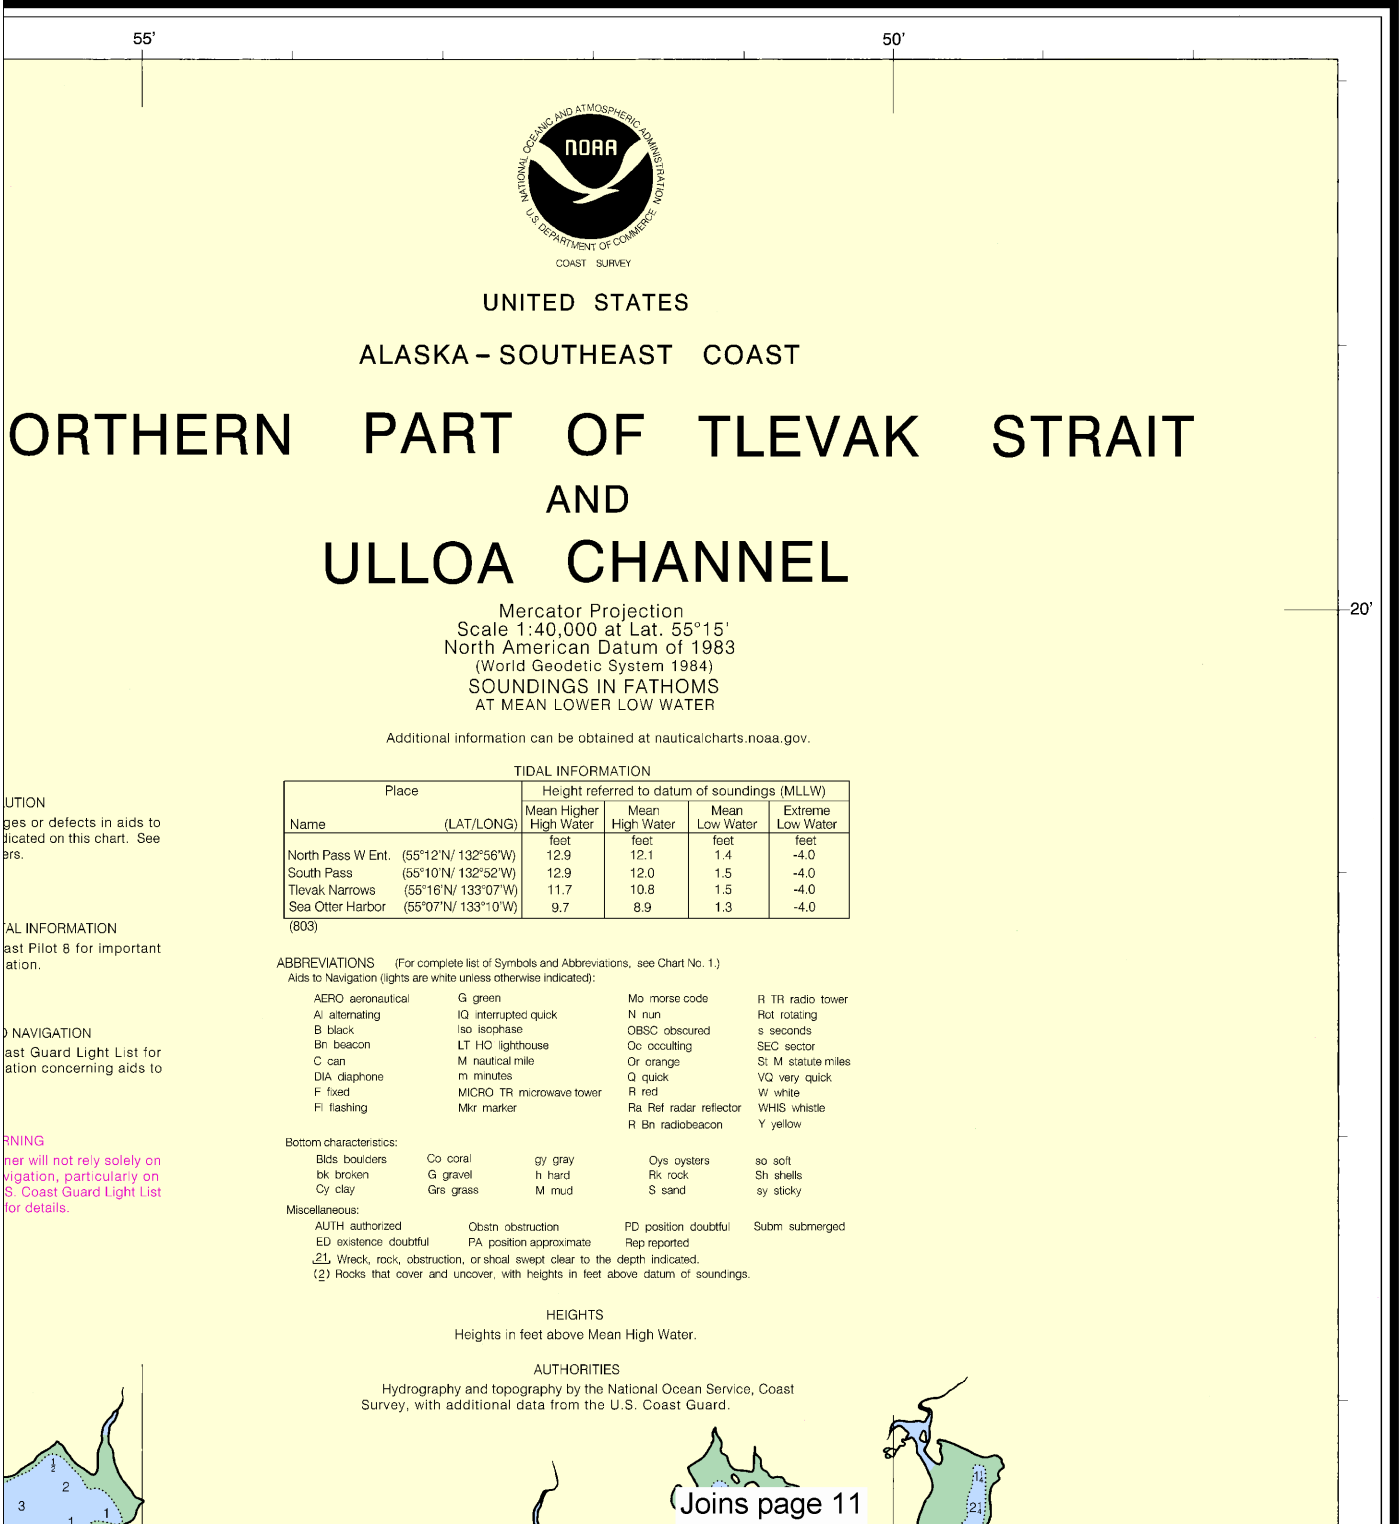 55' 50'
NATIONAL OCEANIC AND ATMOSPHERIC ADMINISTRATION
NOAA
U.S. DEPARTMENT OF COMMERCE
COAST SURVEY
UNITED STATES
ALASKA – SOUTHEAST COAST
ORTHERN PART OF TLEVAK STRAIT
AND
ULLOA CHANNEL
Mercator Projection
Scale 1:40,000 at Lat. 55°15'
North American Datum of 1983
(World Geodetic System 1984)
SOUNDINGS IN FATHOMS
AT MEAN LOWER LOW WATER
20'
Additional information can be obtained at nauticalcharts.noaa.gov.
TIDAL INFORMATION
Place Height referred to datum of soundings (MLLW)
Name (LAT/LONG) Mean Higher High Water Mean High Water Mean Low Water Extreme Low Water
feet feet feet feet
North Pass W Ent. (55°12'N/ 132°56'W) 12.9 12.1 1.4 -4.0
South Pass (55°10'N/ 132°52'W) 12.9 12.0 1.5 -4.0
Tlevak Narrows (55°16'N/ 133°07'W) 11.7 10.8 1.5 -4.0
Sea Otter Harbor (55°07'N/ 133°10'W) 9.7 8.9 1.3 -4.0
(803)
UTION
ges or defects in aids to
dicated on this chart. See
ers.
AL INFORMATION
ast Pilot 8 for important
ation.
NAVIGATION
ast Guard Light List for
ation concerning aids to
RNING
ner will not rely solely on
vigation, particularly on
S. Coast Guard Light List
for details.
ABBREVIATIONS (For complete list of Symbols and Abbreviations, see Chart No. 1.)
Aids to Navigation (lights are white unless otherwise indicated):
AERO aeronautical G green Mo morse code R TR radio tower
Al alternating IQ interrupted quick N nun Rot rotating
B black Iso isophase OBSC obscured s seconds
Bn beacon LT HO lighthouse Oc occulting SEC sector
C can M nautical mile Or orange St M statute miles
DIA diaphone m minutes Q quick VQ very quick
F fixed MICRO TR microwave tower R red W white
Fl flashing Mkr marker Ra Ref radar reflector WHIS whistle
R Bn radiobeacon Y yellow
Bottom characteristics:
Blds boulders Co coral gy gray Oys oysters so soft
bk broken G gravel h hard Rk rock Sh shells
Cy clay Grs grass M mud S sand sy sticky
Miscellaneous:
AUTH authorized Obstn obstruction PD position doubtful Subm submerged
ED existence doubtful PA position approximate Rep reported
21, Wreck, rock, obstruction, or shoal swept clear to the depth indicated.
(2) Rocks that cover and uncover, with heights in feet above datum of soundings.
HEIGHTS
Heights in feet above Mean High Water.
AUTHORITIES
Hydrography and topography by the National Ocean Service, Coast
Survey, with additional data from the U.S. Coast Guard.
1/2
2
3
1
1
1 1/4
2 1/4
Joins page 11